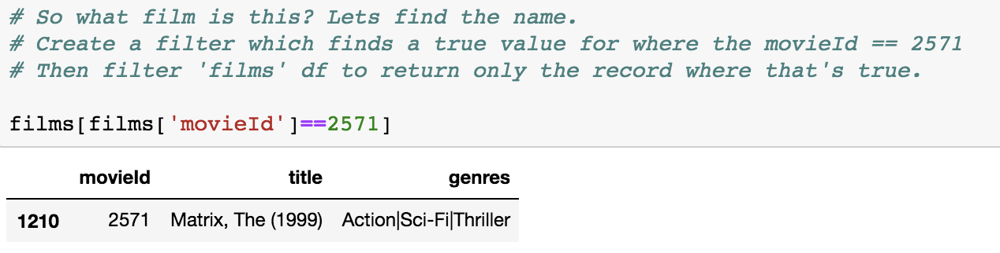 # So what film is this? Lets find the name.
# Create a filter which finds a true value for where the movieId == 2571
# Then filter 'films' df to return only the record where that's true.
films[films['movieId']==2571]
movieId title genres
1210 2571 Matrix, The (1999) Action|Sci-Fi|Thriller